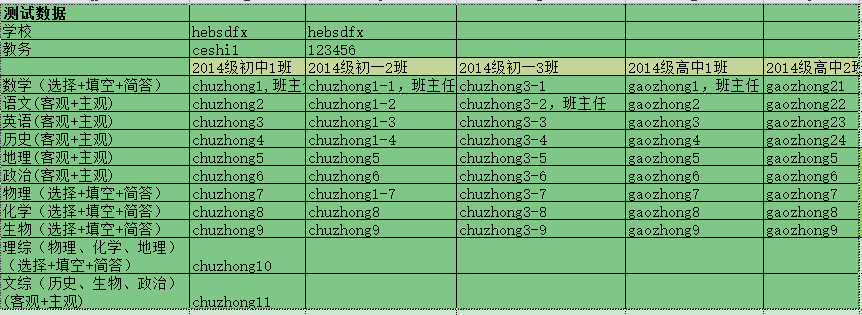 测试数据
学校 hebsdfx hebsdfx
教务 ceshi1 123456
2014级初中1班 2014级初一2班 2014级初一3班 2014级高中1班 2014级高中2班
数学（选择+填空+简答） chuzhong1,班主 chuzhong1-1，班主任 chuzhong3-1 gaozhong1，班主任 gaozhong21
语文(客观+主观) chuzhong2 chuzhong1-2 chuzhong3-2，班主任 gaozhong2 gaozhong22
英语(客观+主观) chuzhong3 chuzhong1-3 chuzhong3-3 gaozhong3 gaozhong23
历史(客观+主观) chuzhong4 chuzhong1-4 chuzhong3-4 gaozhong4 gaozhong24
地理(客观+主观) chuzhong5 chuzhong5 chuzhong3-5 gaozhong5 gaozhong5
政治(客观+主观) chuzhong6 chuzhong6 chuzhong3-6 gaozhong6 gaozhong6
物理（选择+填空+简答） chuzhong7 chuzhong1-7 chuzhong3-7 gaozhong7 gaozhong7
化学（选择+填空+简答） chuzhong8 chuzhong8 chuzhong3-8 gaozhong8 gaozhong8
生物（选择+填空+简答） chuzhong9 chuzhong9 chuzhong3-9 gaozhong9 gaozhong9
理综（物理、化学、地理）
（选择+填空+简答） chuzhong10
文综（历史、生物、政治）
(客观+主观) chuzhong11